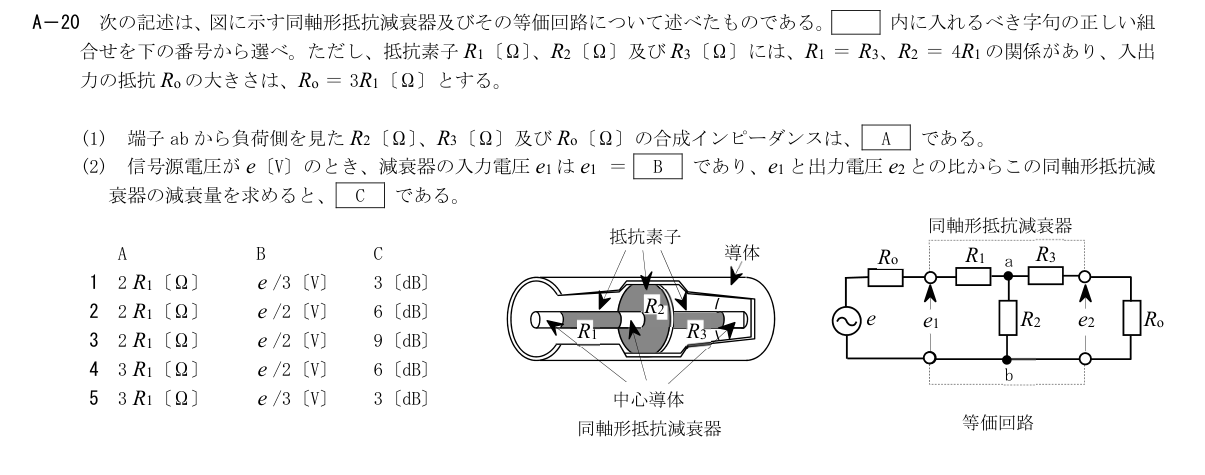 A－20 次の記述は、図に示す同軸形抵抗減衰器及びその等価回路について述べたものである。 内に入れるべき字句の正しい組
合せを下の番号から選べ。ただし、抵抗素子 R1〔Ω〕、R2〔Ω〕及び R3〔Ω〕には、R1 = R3、R2 = 4R1 の関係があり、入出
力の抵抗 Ro の大きさは、Ro = 3R1〔Ω〕とする。
(1) 端子 ab から負荷側を見た R2〔Ω〕、R3〔Ω〕及び Ro〔Ω〕の合成インピーダンスは、 A である。
(2) 信号源電圧が e〔V〕のとき、減衰器の入力電圧 e1 は e1 = B であり、e1 と出力電圧 e2 との比からこの同軸形抵抗減
衰器の減衰量を求めると、 C である。
A B C
1 2 R1〔Ω〕 e /3〔V〕 3〔dB〕
2 2 R1〔Ω〕 e /2〔V〕 6〔dB〕
3 2 R1〔Ω〕 e /2〔V〕 9〔dB〕
4 3 R1〔Ω〕 e /2〔V〕 6〔dB〕
5 3 R1〔Ω〕 e /3〔V〕 3〔dB〕
抵抗素子
導体
R2
R1
R3
中心導体
同軸形抵抗減衰器
同軸形抵抗減衰器
Ro R1 a R3
e e1 R2 e2 Ro
b
等価回路